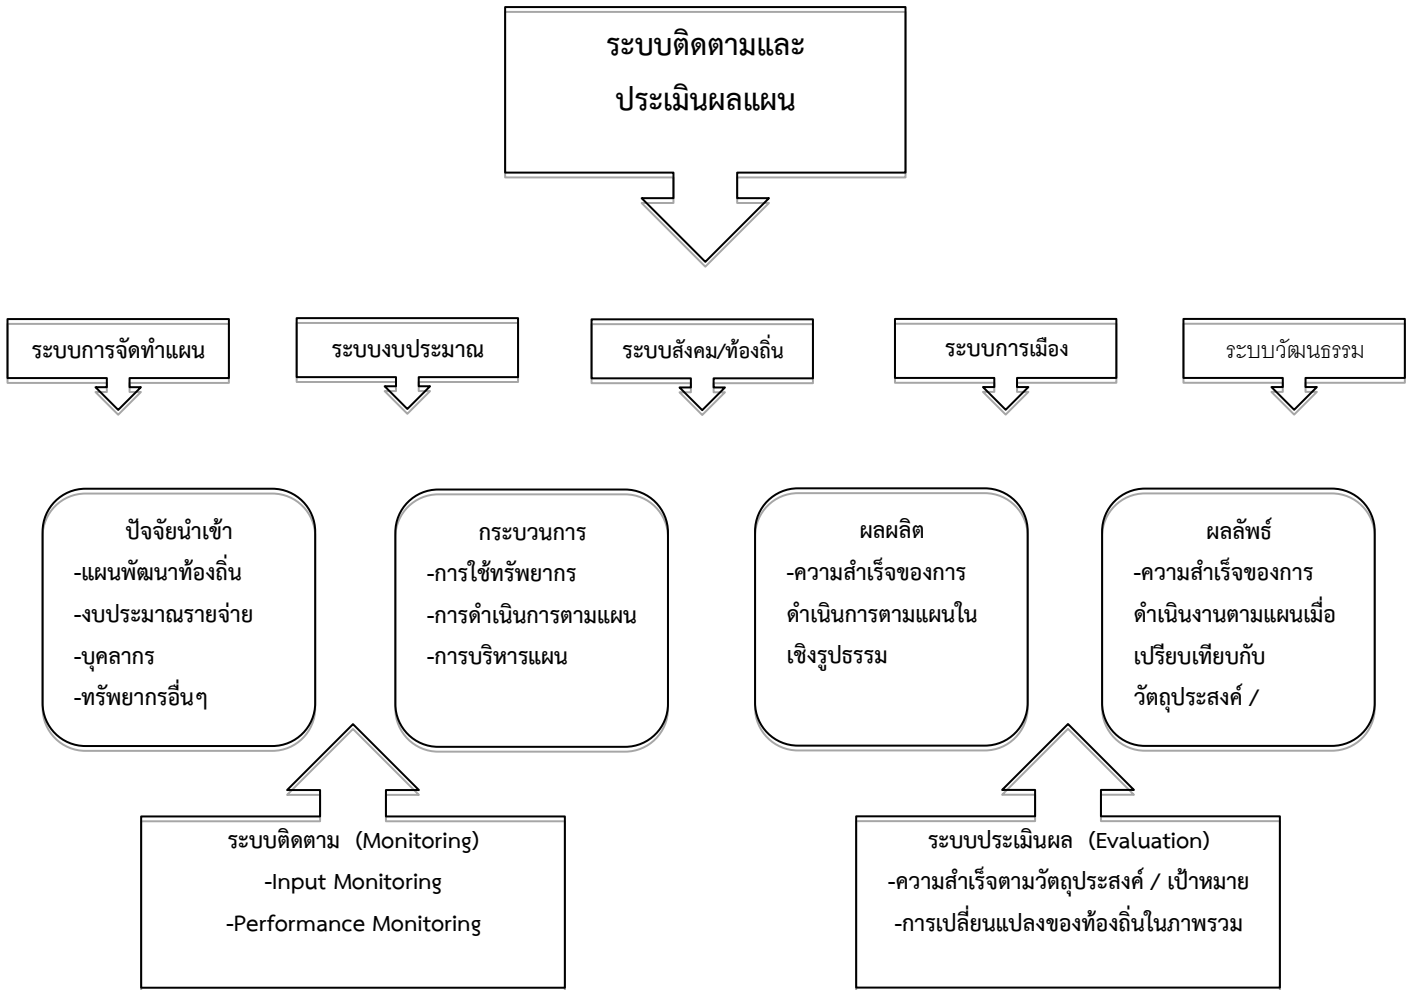 ระบบติดตามและ
ประเมินผลแผน
ระบบการจัดทำแผน
ระบบงบประมาณ
ระบบสังคม/ท้องถิ่น
ระบบการเมือง
ระบบวัฒนธรรม
ปัจจัยนำเข้า
-แผนพัฒนาท้องถิ่น
-งบประมาณรายจ่าย
-บุคลากร
-ทรัพยากรอื่นๆ
กระบวนการ
-การใช้ทรัพยากร
-การดำเนินการตามแผน
-การบริหารแผน
ผลผลิต
-ความสำเร็จของการ
ดำเนินการตามแผนใน
เชิงรูปธรรม
ผลลัพธ์
-ความสำเร็จของการ
ดำเนินงานตามแผนเมื่อ
เปรียบเทียบกับ
วัตถุประสงค์ /
ระบบติดตาม (Monitoring)
-Input Monitoring
-Performance Monitoring
ระบบประเมินผล (Evaluation)
-ความสำเร็จตามวัตถุประสงค์ / เป้าหมาย
-การเปลี่ยนแปลงของท้องถิ่นในภาพรวม